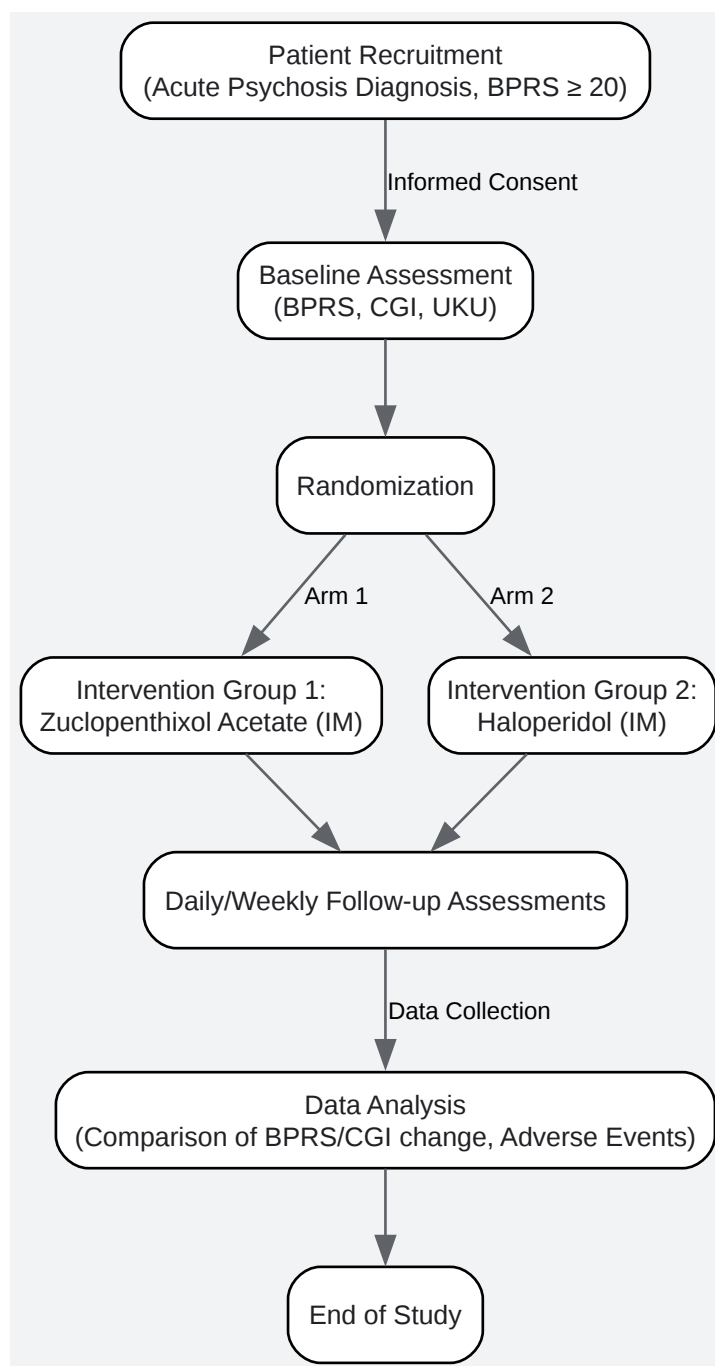 Patient Recruitment
(Acute Psychosis Diagnosis, BPRS ≥ 20)
Informed Consent
Baseline Assessment
(BPRS, CGI, UKU)
Randomization
Arm 1
Arm 2
Intervention Group 1:
Zuclopenthixol Acetate (IM)
Intervention Group 2:
Haloperidol (IM)
Daily/Weekly Follow-up Assessments
Data Collection
Data Analysis
(Comparison of BPRS/CGI change, Adverse Events)
End of Study